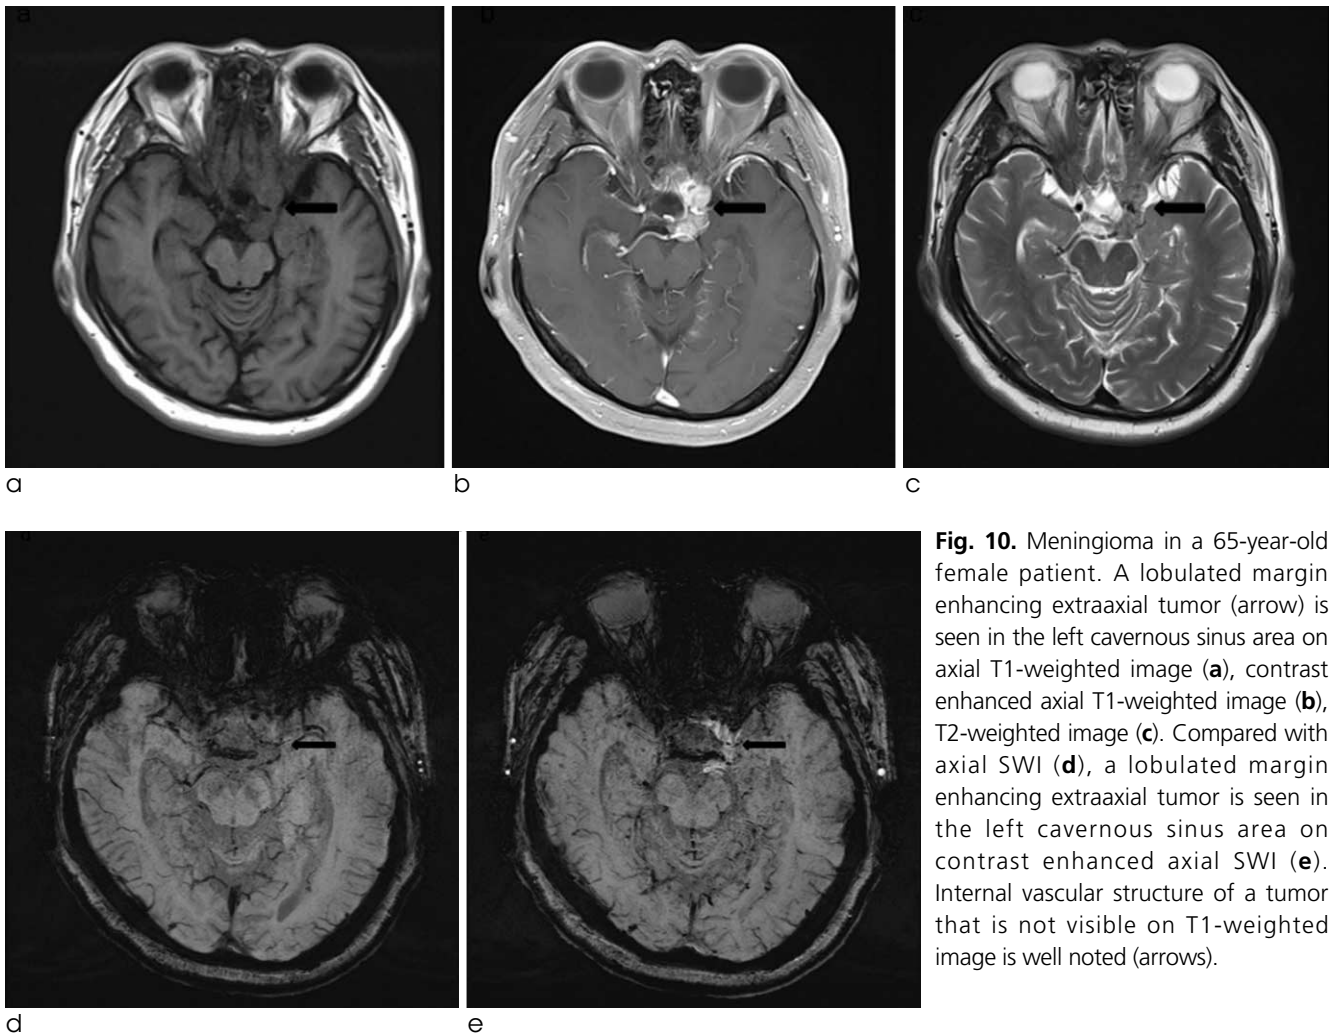 a
b
c
a
b
c
d
e
Fig. 10. Meningioma in a 65-year-old
female patient. A lobulated margin
enhancing extraaxial tumor (arrow) is
seen in the left cavernous sinus area on
axial T1-weighted image (a), contrast
enhanced axial T1-weighted image (b),
T2-weighted image (c). Compared with
axial SWI (d), a lobulated margin
enhancing extraaxial tumor is seen in
the left cavernous sinus area on
contrast enhanced axial SWI (e).
Internal vascular structure of a tumor
that is not visible on T1-weighted
image is well noted (arrows).
d
e